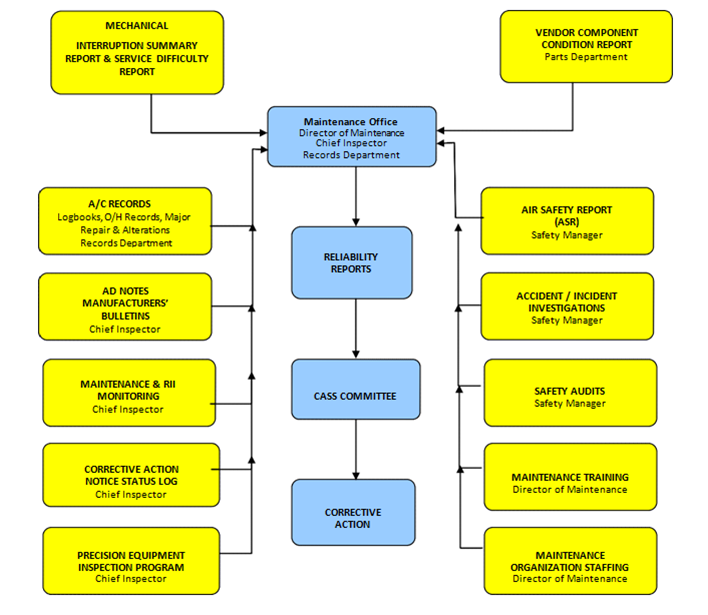 MECHANICAL
INTERRUPTION SUMMARY
REPORT & SERVICE DIFFICULTY
REPORT
VENDOR COMPONENT
CONDITION REPORT
Parts Department
Maintenance Office
Director of Maintenance
Chief Inspector
Records Department
A/C RECORDS
Logbooks, O/H Records, Major
Repair & Alterations
Records Department
AD NOTES
MANUFACTURERS’
BULLETINS
Chief Inspector
MAINTENANCE & RII
MONITORING
Chief Inspector
CORRECTIVE ACTION
NOTICE STATUS LOG
Chief Inspector
PRECISION EQUIPMENT
INSPECTION PROGRAM
Chief Inspector
RELIABILITY
REPORTS
CASS COMMITTEE
CORRECTIVE
ACTION
AIR SAFETY REPORT
(ASR)
Safety Manager
ACCIDENT / INCIDENT
INVESTIGATIONS
Safety Manager
SAFETY AUDITS
Safety Manager
MAINTENANCE TRAINING
Director of Maintenance
MAINTENANCE
ORGANIZATION STAFFING
Director of Maintenance